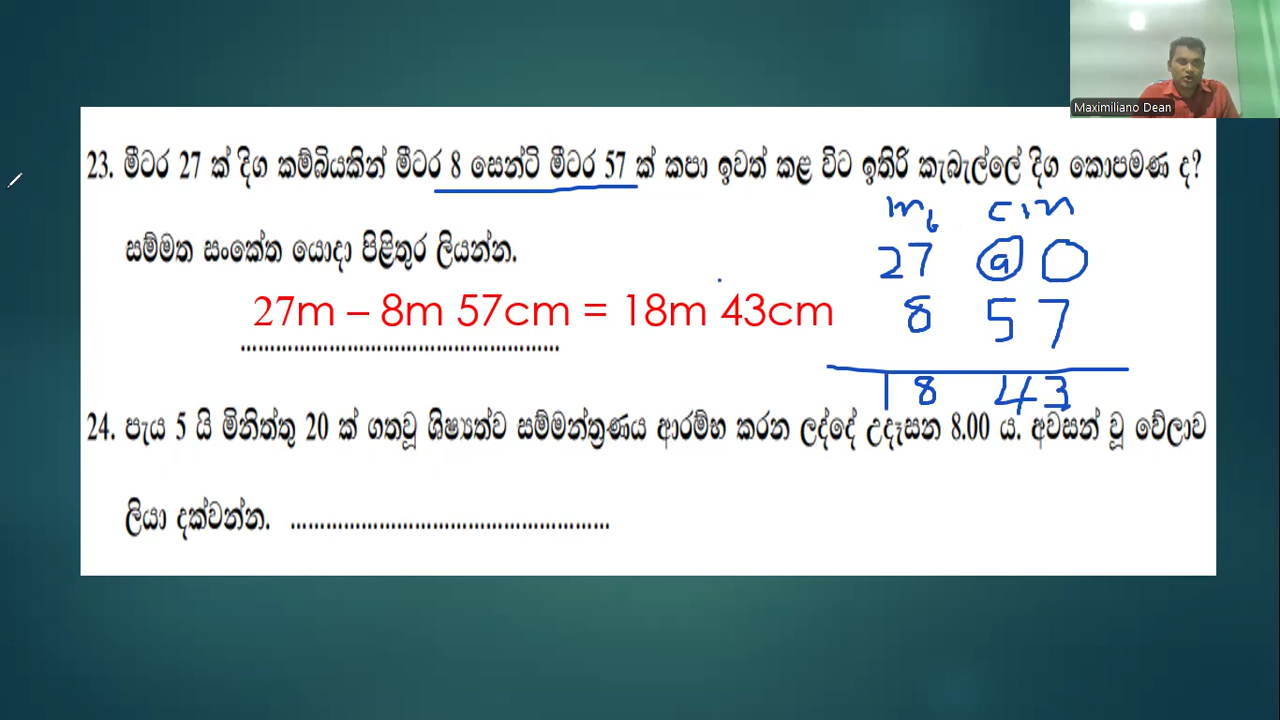 Maximiliano Dean
23. මීටර 27 ක් දිග කම්බියකින් මීටර 8 සෙන්ටි මීටර 57 ක් කපා ඉවත් කළ විට ඉතිරි කැබැල්ලේ දිග කොපමණ ද?
සම්මත සංකේත යොදා පිළිතුර ලියන්න.
27m – 8m 57cm = 18m 43cm
........................................................
m cm
27 0
8 57
18 43
24. පැය 5 යි මිනිත්තු 20 ක් ගතවූ ශිෂ්‍යත්ව සම්මන්ත්‍රණය ආරම්භ කරන ලද්දේ උදෑසන 8.00 ය. අවසන් වූ වේලාව
ලියා දක්වන්න. ........................................................